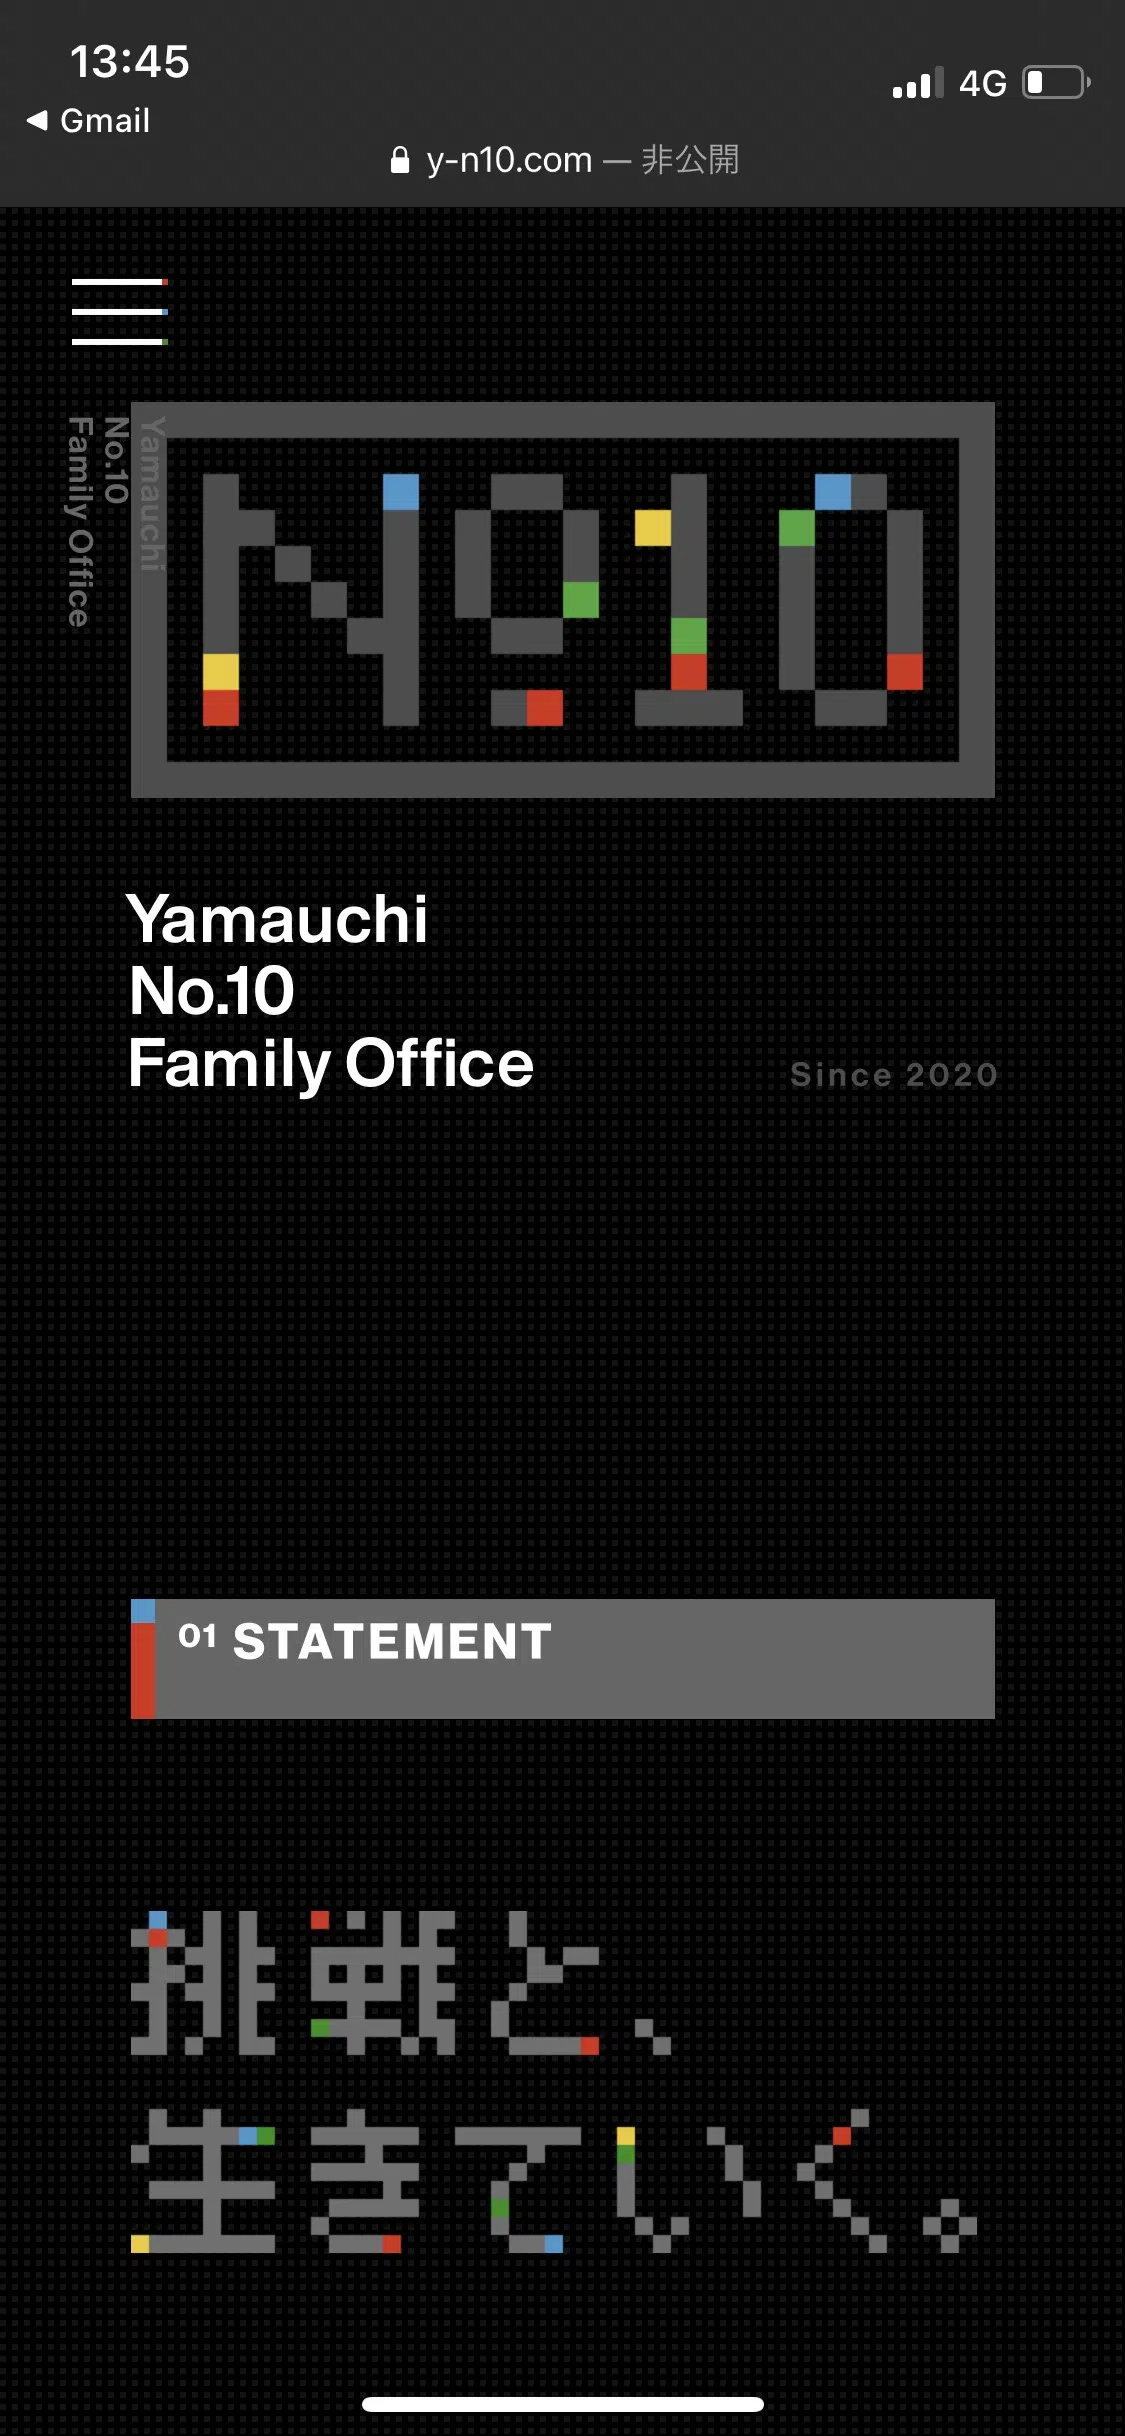 13:45
4G
Gmail
y-n10.com — 非公開
Yamauchi
No.10
Family Office
Nº10
Yamauchi
No.10
Family Office
Since 2020
01 STATEMENT
挑戦と、
生きていく。